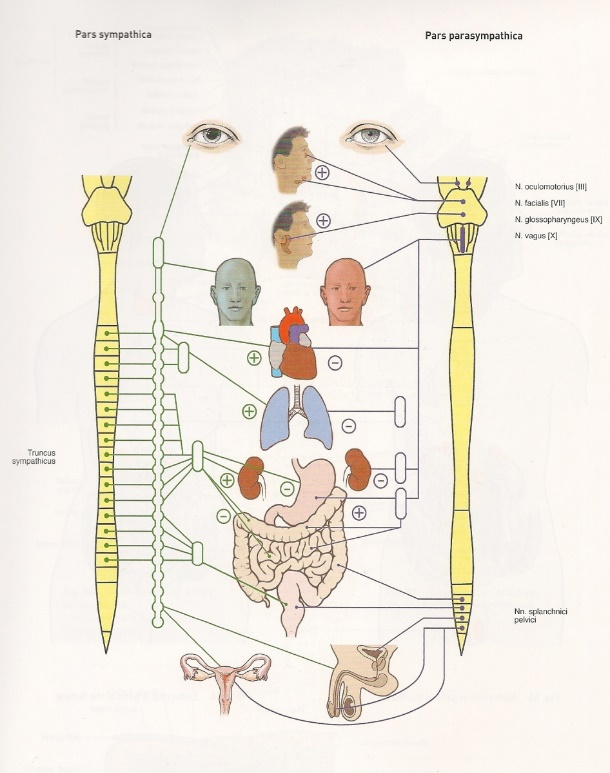 Pars sympathica
Pars parasympathica
N. oculomotorius [III]
N. facialis [VII]
N. glossopharyngeus [IX]
N. vagus [X]
+
+
+
−
+
−
+
−
−
−
+
Truncus
sympathicus
Nn. splanchnici
pelvici